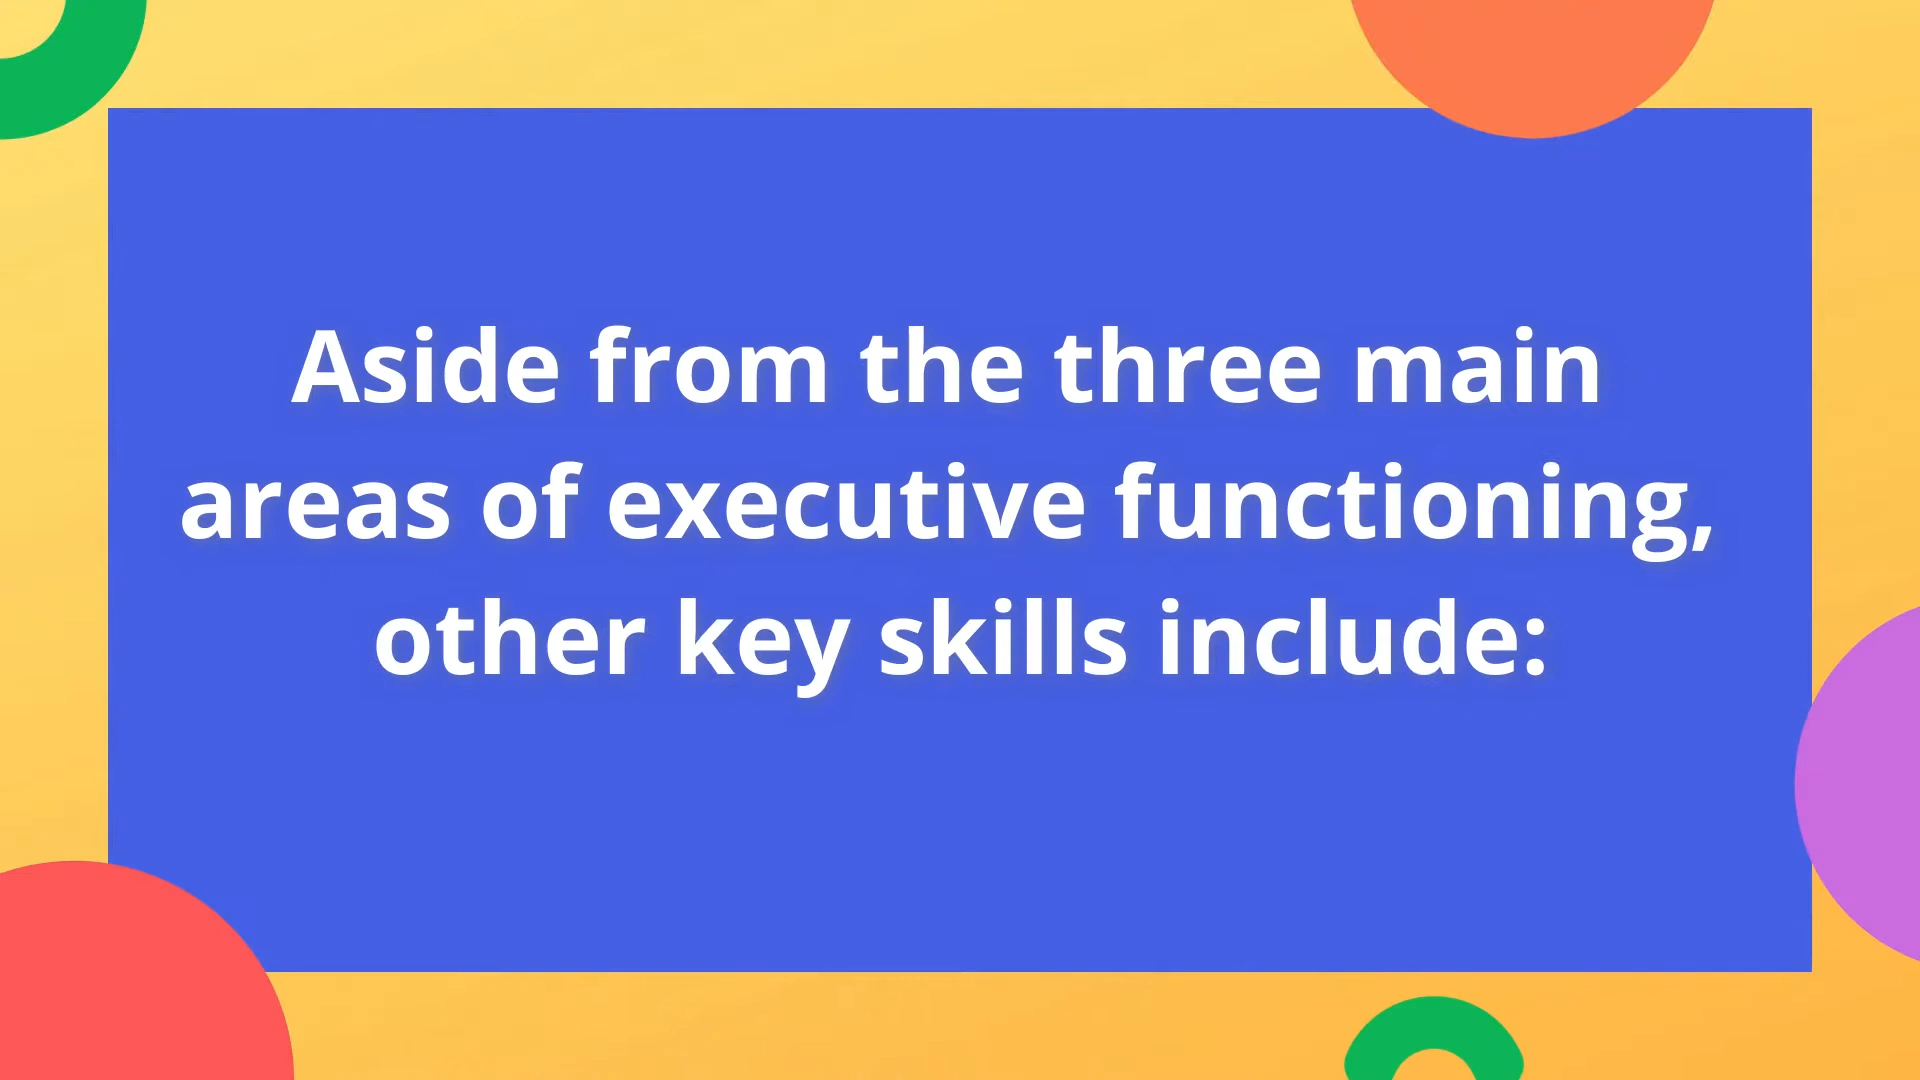 Aside from the three main
areas of executive functioning,
other key skills include: